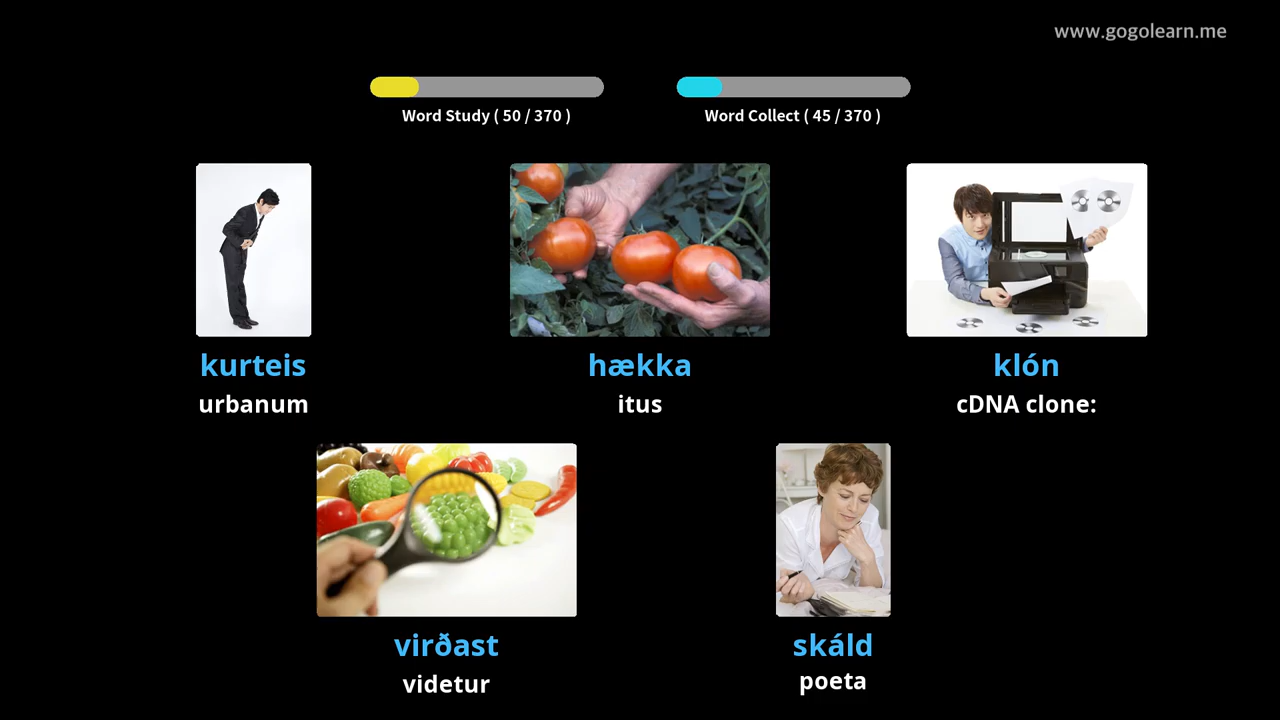 www.gogolearn.me
Word Study ( 50 / 370 )
Word Collect ( 45 / 370 )
kurteis
urbanum
hækka
itus
klón
cDNA clone:
virðast
videtur
skáld
poeta